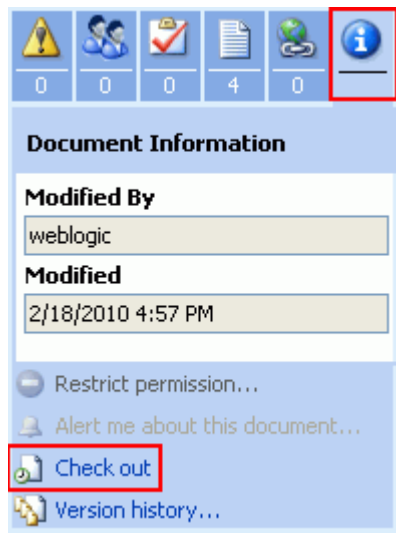 0 0 0 4 0
Document Information
Modified By
weblogic
Modified
2/18/2010 4:57 PM
Restrict permission...
Alert me about this document...
Check out
Version history...